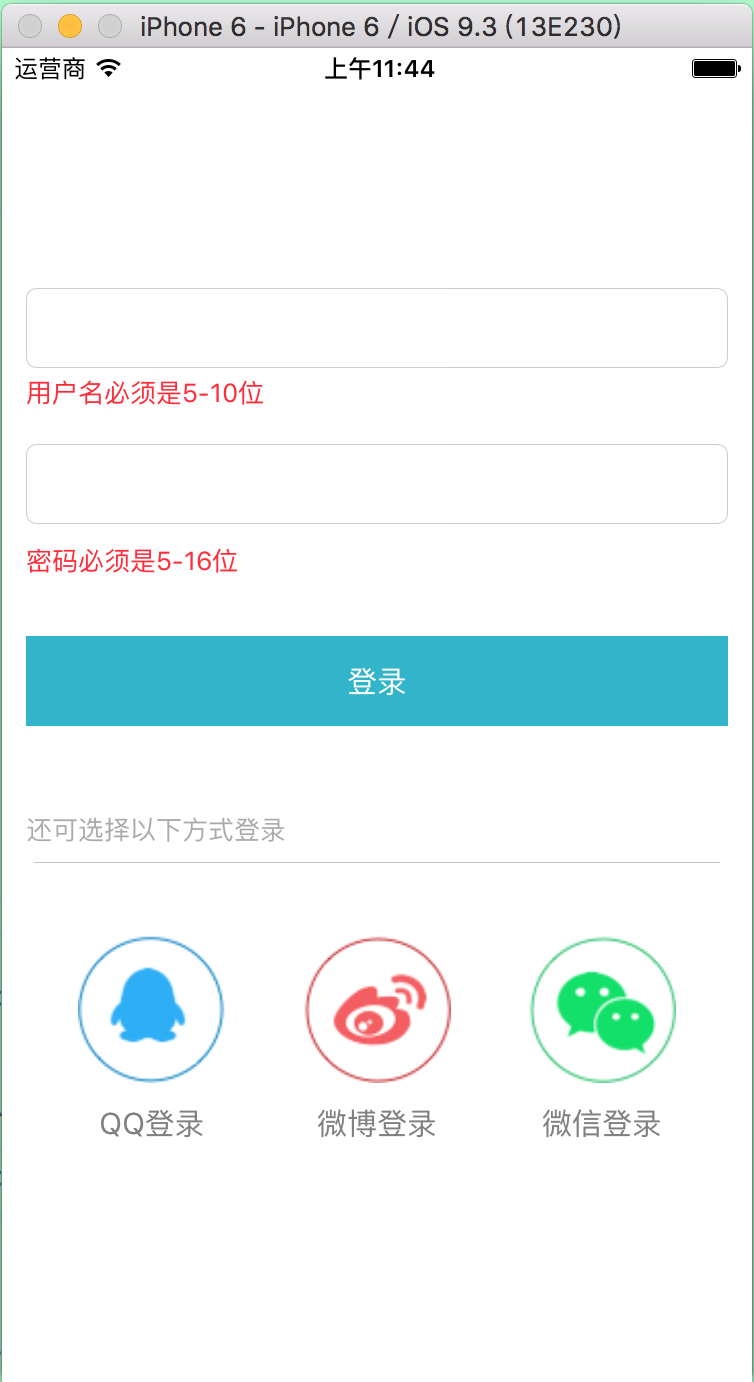 iPhone 6 - iPhone 6 / iOS 9.3 (13E230)
运营商 上午11:44
用户名必须是5-10位
密码必须是5-16位
登录
还可选择以下方式登录
QQ登录 微博登录 微信登录